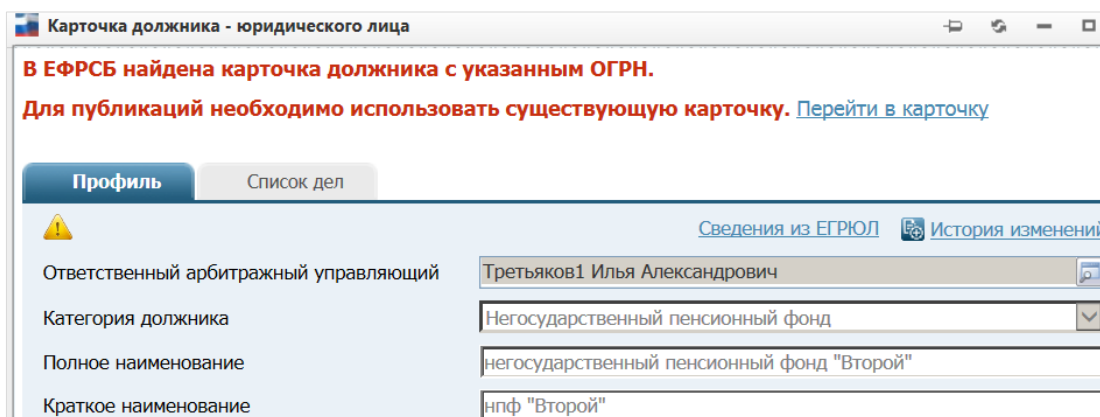 Карточка должника - юридического лица
В ЕФРСБ найдена карточка должника с указанным ОГРН.
Для публикаций необходимо использовать существующую карточку. Перейти в карточку
Профиль Список дел
Сведения из ЕГРЮЛ История изменений
Ответственный арбитражный управляющий Третьяков1 Илья Александрович
Категория должника Негосударственный пенсионный фонд
Полное наименование негосударственный пенсионный фонд "Второй"
Краткое наименование нпф "Второй"